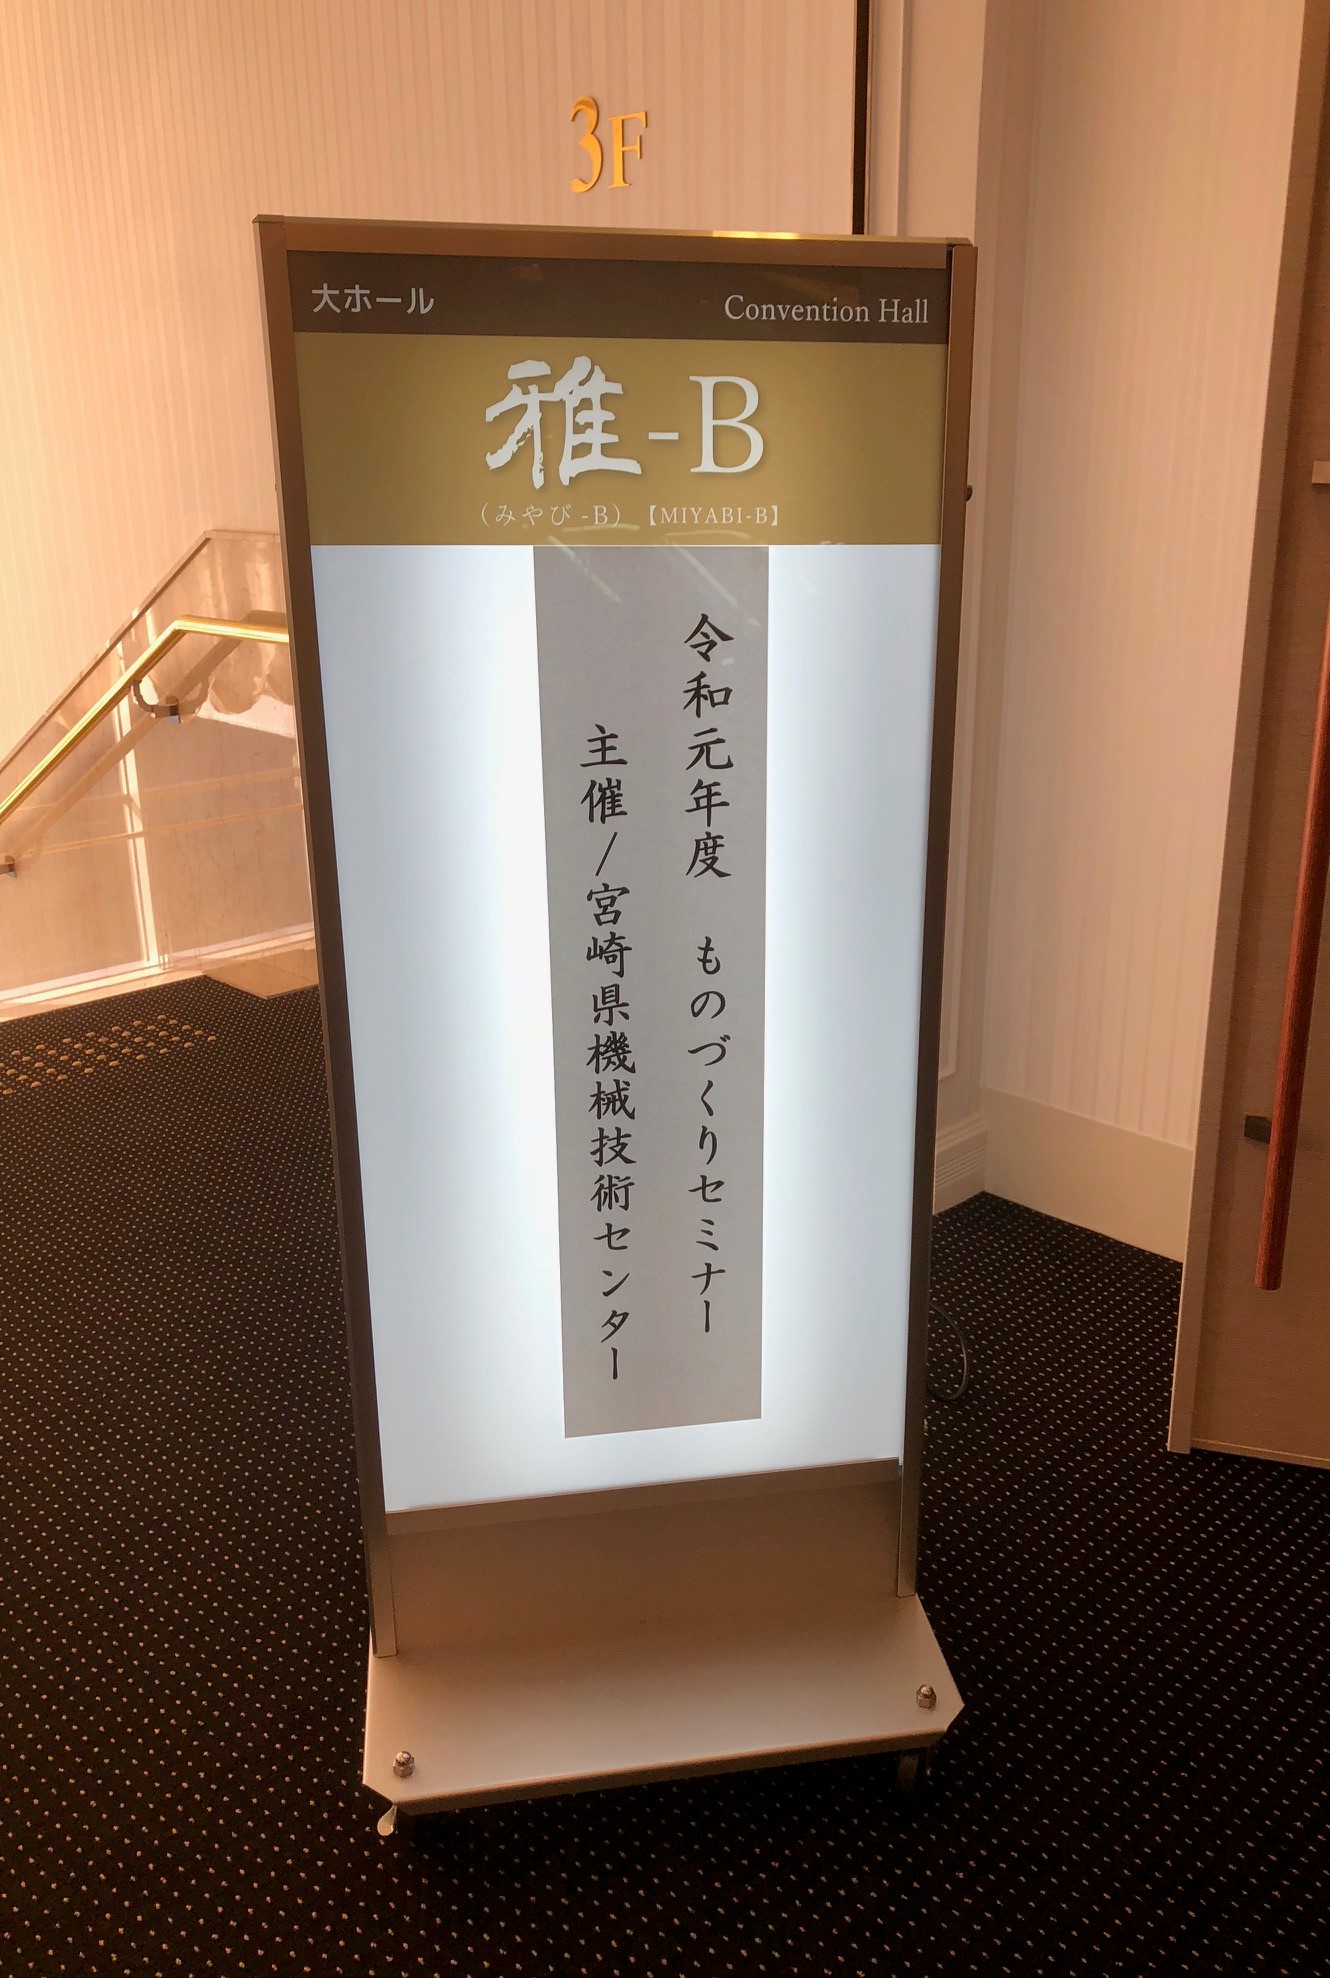 3F
大ホール
Convention Hall
雅-B
（みやび-B）【MIYABI-B】
令和元年度　ものづくりセミナー
主催/宮崎県機械技術センター